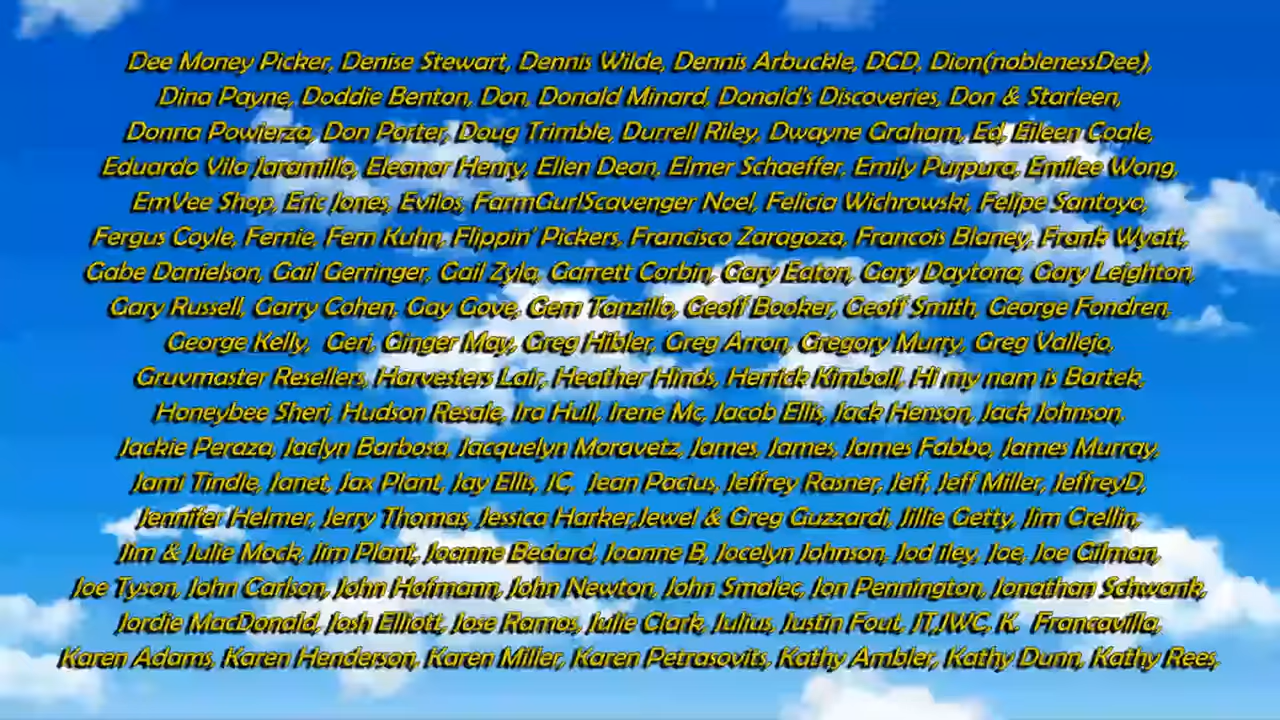 Dee Money Picker, Denise Stewart, Dennis Wilde, Dennis Arbuckle, DCD, Dion(noblenessDee),
Dina Payne, Doddie Benton, Don, Donald Minard, Donald's Discoveries, Don & Starleen,
Donna Powierza, Don Porter, Doug Trimble, Durrell Riley, Dwayne Graham, Ed, Eileen Coale,
Eduardo Vila Jaramillo, Eleanor Henry, Ellen Dean, Elmer Schaeffer, Emily Purpura, Emilee Wong,
EmVee Shop, Eric Jones, Evilos, FarmGurlScavenger Noel, Felicia Wichrowski, Felipe Santoyo,
Fergus Coyle, Fernie, Fern Kuhn, Flippin' Pickers, Francisco Zaragoza, Francois Blaney, Frank Wyatt,
Gabe Danielson, Gail Gerringer, Gail Zyla, Garrett Corbin, Gary Eaton, Gary Daytona, Gary Leighton,
Gary Russell, Garry Cohen, Gay Gove, Gem Tanzillo, Geoff Booker, Geoff Smith, George Fondren,
George Kelly, Geri, Ginger May, Greg Hibler, Greg Arron, Gregory Murry, Greg Vallejo,
Gruvmaster Resellers, Harvesters Lair, Heather Hinds, Herrick Kimball, Hi my nam is Bartek,
Honeybee Sheri, Hudson Resale, Ira Hull, Irene Mc, Jacob Ellis, Jack Henson, Jack Johnson,
Jackie Peraza, Jaclyn Barbosa, Jacquelyn Moravetz, James, James, James Fabbo, James Murray,
Jami Tindle, Janet, Jax Plant, Jay Ellis, JC, Jean Pocius, Jeffrey Rasner, Jeff, Jeff Miller, JeffreyD,
Jennifer Helmer, Jerry Thomas, Jessica Harker,Jewel & Greg Guzzardi, Jillie Getty, Jim Crellin,
Jim & Julie Mock, Jim Plant, Joanne Bedard, Joanne B, Jocelyn Johnson, Jod iley, Joe, Joe Gilman,
Joe Tyson, John Carlson, John Hofmann, John Newton, John Smalec, Jon Pennington, Jonathan Schwank,
Jordie MacDonald, Josh Elliott, Jose Ramos, Julie Clark, Julius, Justin Fout, JT,JWC, K. Francavilla,
Karen Adams, Karen Henderson, Karen Miller, Karen Petrasovits, Kathy Ambler, Kathy Dunn, Kathy Rees,